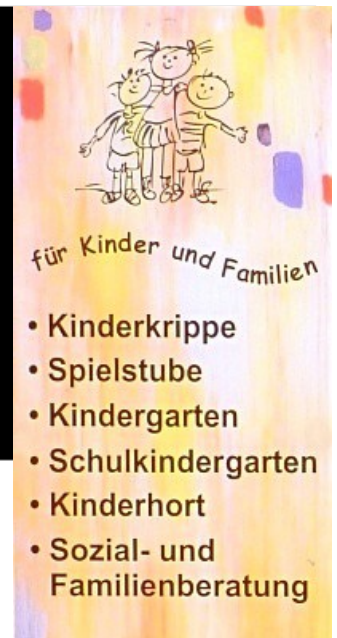 für Kinder und Familien
• Kinderkrippe
• Spielstube
• Kindergarten
• Schulkindergarten
• Kinderhort
• Sozial- und
Familienberatung